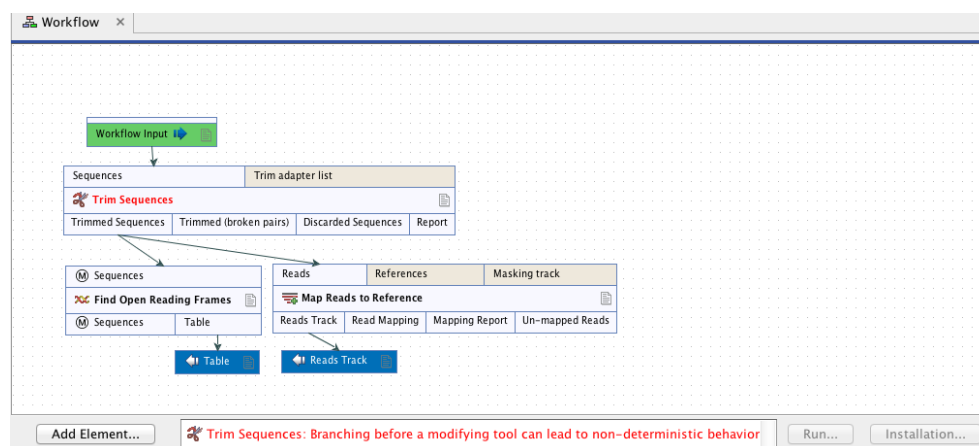 Workflow ×
Workflow Input
Sequences Trim adapter list
Trim Sequences
Trimmed Sequences Trimmed (broken pairs) Discarded Sequences Report
M Sequences
Find Open Reading Frames
M Sequences Table
Table
Reads References Masking track
Map Reads to Reference
Reads Track Read Mapping Mapping Report Un-mapped Reads
Reads Track
Add Element... Trim Sequences: Branching before a modifying tool can lead to non-deterministic behavior Run... Installation...